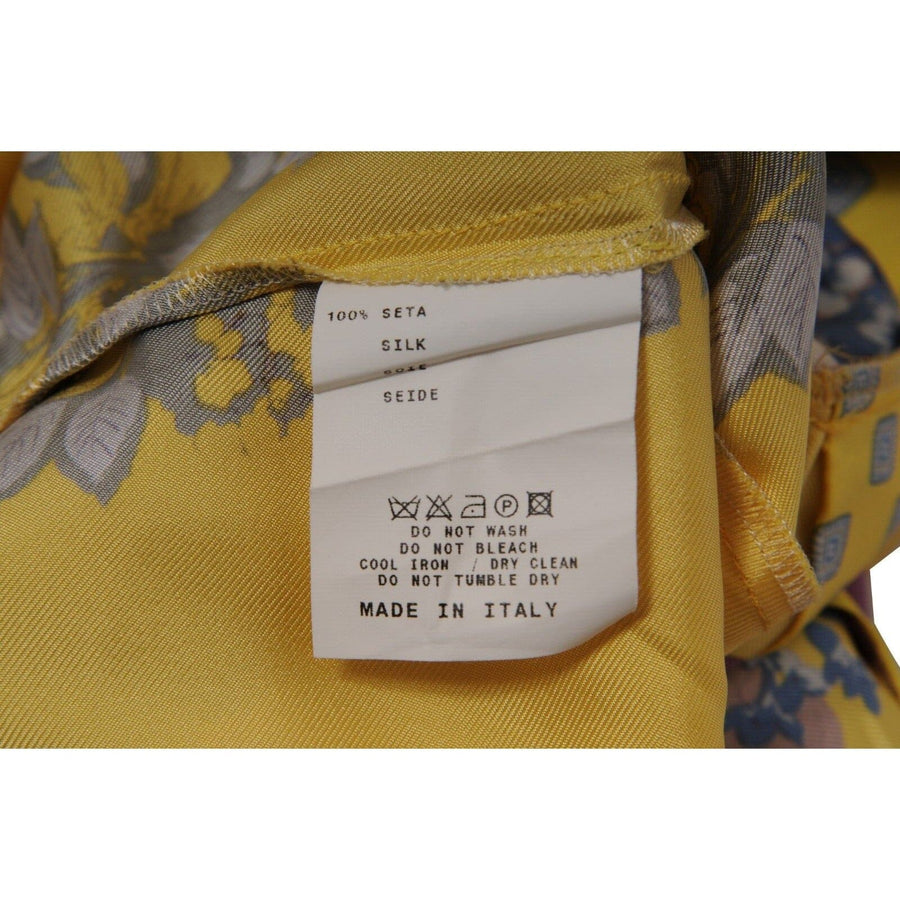 100% SETA
SILK
SOIE
SEIDE
P
DO NOT WASH
DO NOT BLEACH
COOL IRON / DRY CLEAN
DO NOT TUMBLE DRY
MADE IN ITALY